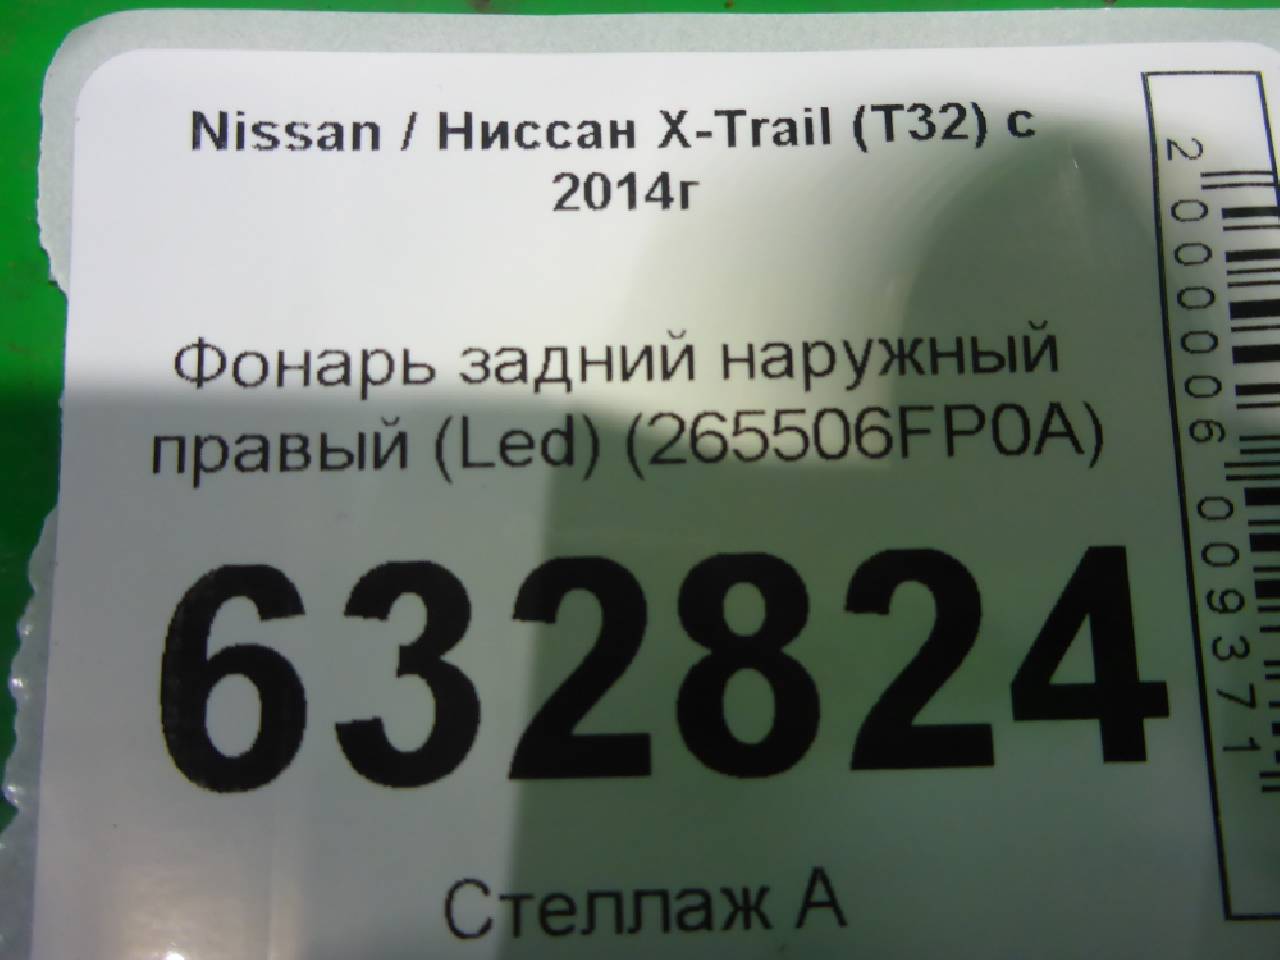 Nissan / Ниссан X-Trail (T32) с
2014г
Фонарь задний наружный
правый (Led) (265506FP0A)
632824
Стеллаж А
2000006009371